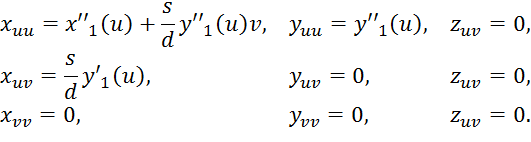 x_{uu} = x''_1(u) + \frac{s}{d} y''_1(u)v, y_{uu} = y''_1(u), z_{uv} = 0,
x_{uv} = \frac{s}{d} y'_1(u), y_{uv} = 0, z_{uv} = 0,
x_{vv} = 0, y_{vv} = 0, z_{uv} = 0.